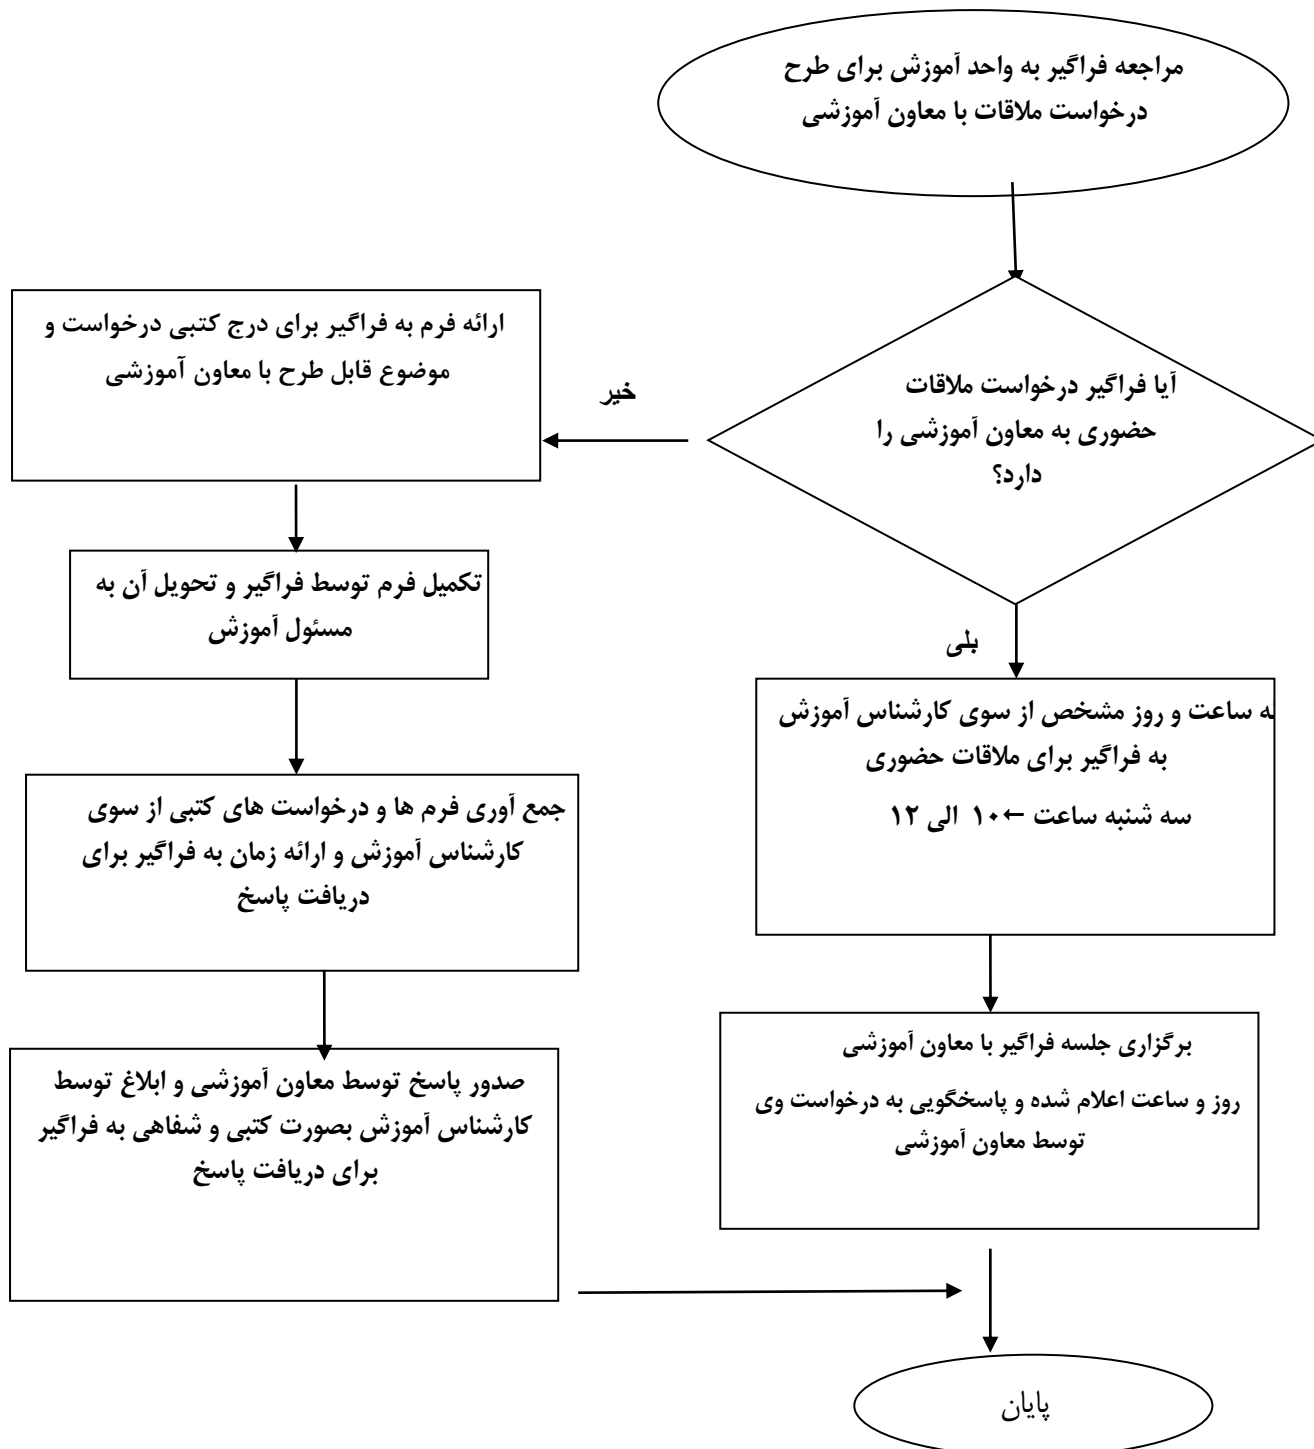 مراجعه فراگیر به واحد آموزش برای طرح
درخواست ملاقات با معاون آموزشی
آیا فراگیر درخواست ملاقات
حضوری به معاون آموزشی را
دارد؟
خیر
ارائه فرم به فراگیر برای درج کتبی درخواست و
موضوع قابل طرح با معاون آموزشی
تکمیل فرم توسط فراگیر و تحویل آن به
مسئول آموزش
جمع آوری فرم ها و درخواست های کتبی از سوی
کارشناس آموزش و ارائه زمان به فراگیر برای
دریافت پاسخ
صدور پاسخ توسط معاون آموزشی و ابلاغ توسط
کارشناس آموزش بصورت کتبی و شفاهی به فراگیر
برای دریافت پاسخ
بلی
ساعت و روز مشخص از سوی کارشناس آموزش
به فراگیر برای ملاقات حضوری
سه شنبه ساعت ←۱۰ الی ۱۲
برگزاری جلسه فراگیر با معاون آموزشی
روز و ساعت اعلام شده و پاسخگویی به درخواست وی
توسط معاون آموزشی
پایان